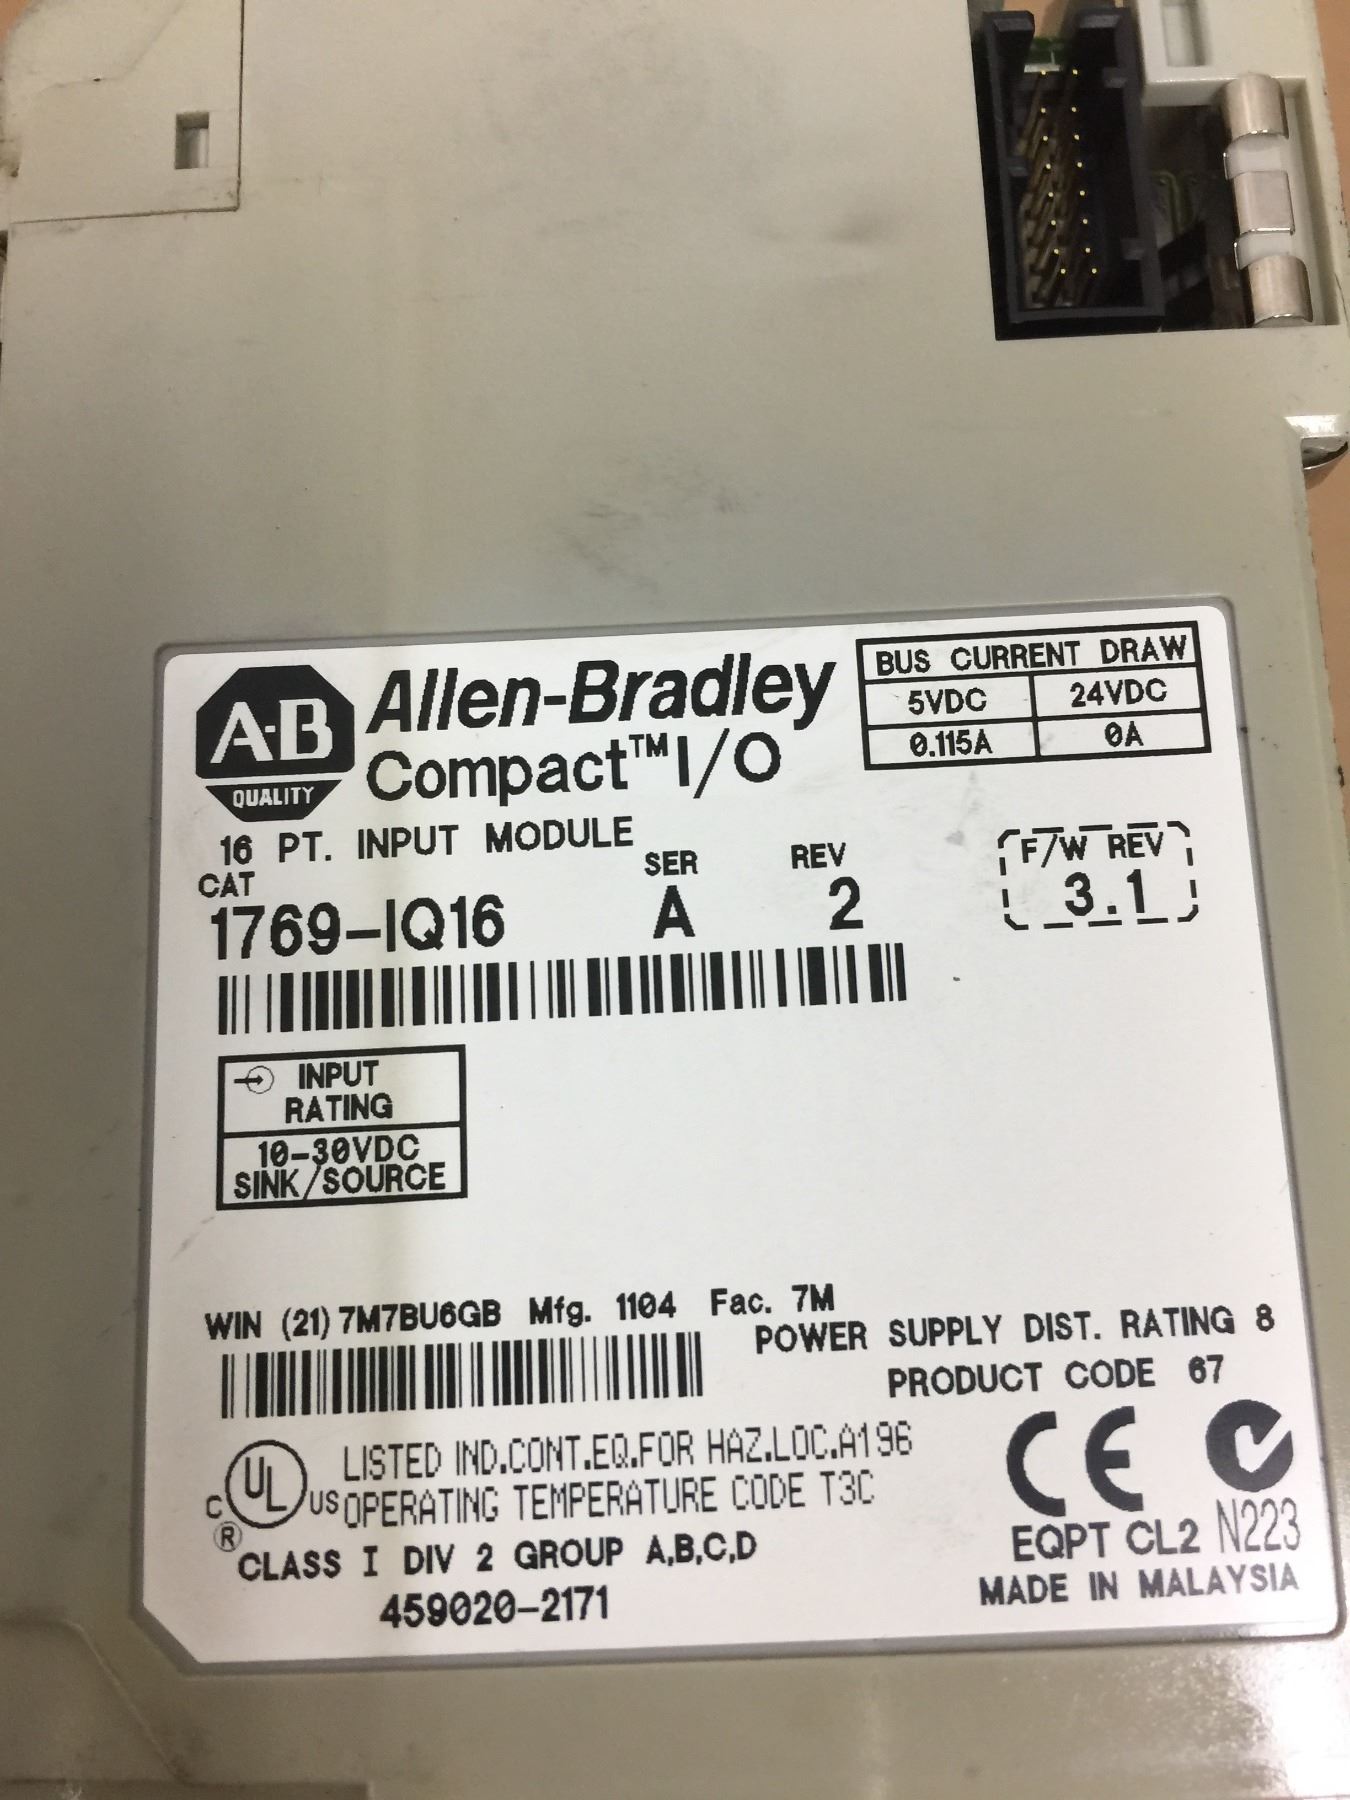 A-B
QUALITY
Allen-Bradley
Compact™ I/O
BUS CURRENT DRAW
5VDC 24VDC
0.115A 0A
16 PT. INPUT MODULE
CAT SER REV F/W REV
1769-IQ16 A 2 3.1
INPUT
RATING
10-30VDC
SINK/SOURCE
WIN (21) 7M7BU6GB Mfg. 1104 Fac. 7M
POWER SUPPLY DIST. RATING 8
PRODUCT CODE 67
C UL US ®
LISTED IND.CONT.EQ.FOR HAZ.LOC.A196
OPERATING TEMPERATURE CODE T3C
CLASS I DIV 2 GROUP A,B,C,D
459020-2171
CE
EQPT CL2 N223
MADE IN MALAYSIA